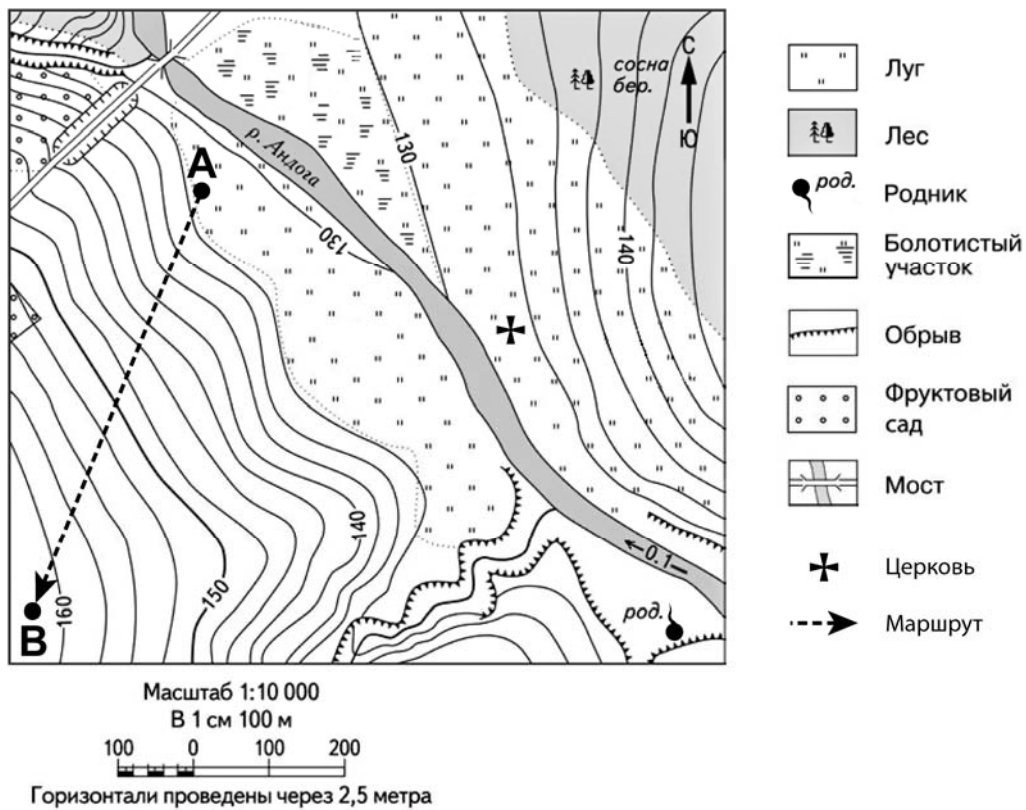 С
Ю
сосна
бер.
130
р. Андога
А
130
140
140
150
160
В
0.1
род.
Луг
Лес
род.
Родник
Болотистый
участок
Обрыв
Фруктовый
сад
Мост
Церковь
Маршрут
Масштаб 1:10 000
В 1 см 100 м
100 0 100 200
Горизонтали проведены через 2,5 метра